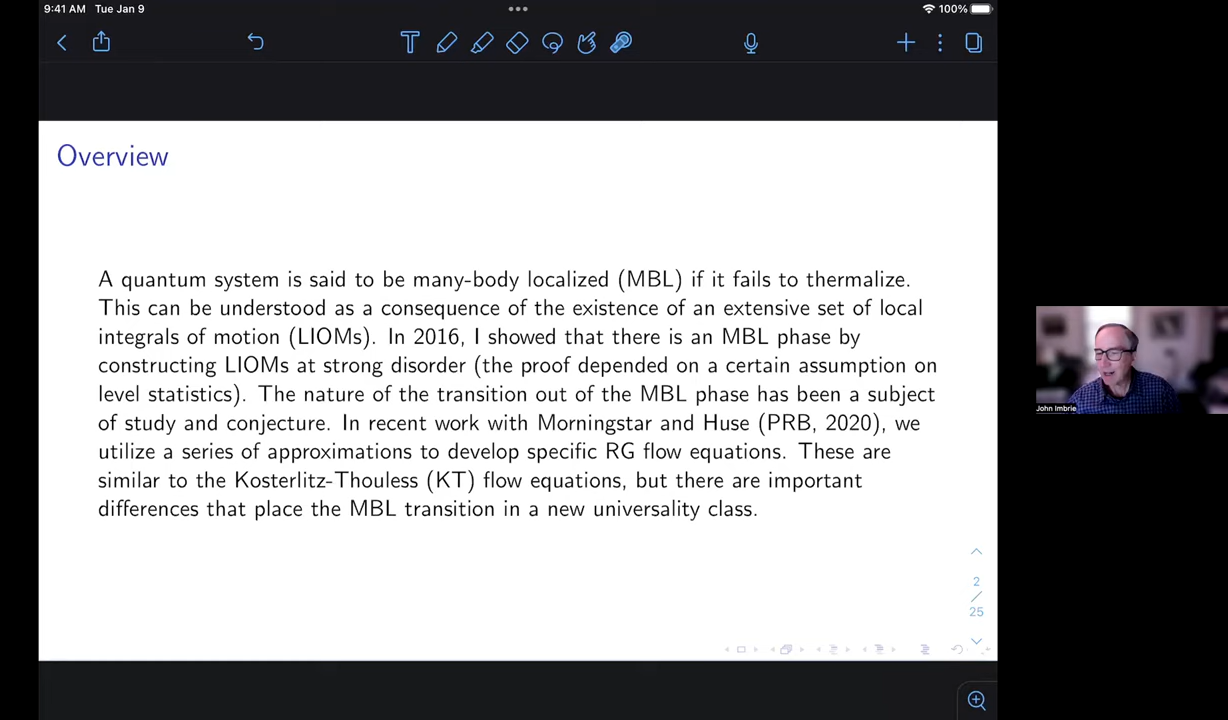 9:41 AM Tue Jan 9
100%
Overview
A quantum system is said to be many-body localized (MBL) if it fails to thermalize.
This can be understood as a consequence of the existence of an extensive set of local
integrals of motion (LIOMs). In 2016, I showed that there is an MBL phase by
constructing LIOMs at strong disorder (the proof depended on a certain assumption on
level statistics). The nature of the transition out of the MBL phase has been a subject
of study and conjecture. In recent work with Morningstar and Huse (PRB, 2020), we
utilize a series of approximations to develop specific RG flow equations. These are
similar to the Kosterlitz-Thouless (KT) flow equations, but there are important
differences that place the MBL transition in a new universality class.
2
/
25
John Imbrie